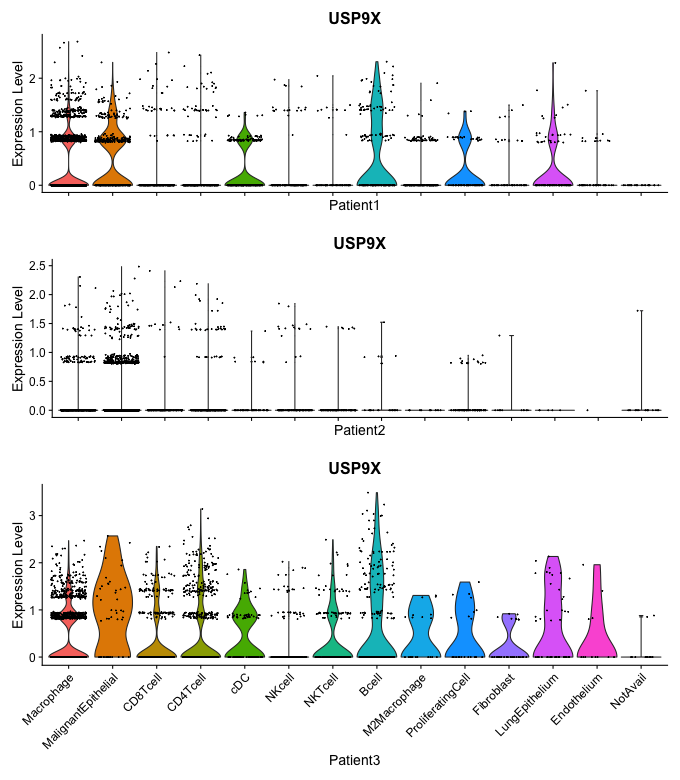 USP9X
Expression Level
2
1
0
Patient1
USP9X
Expression Level
2.5
2.0
1.5
1.0
0.5
0.0
Patient2
USP9X
Expression Level
3
2
1
0
Macrophage
MalignantEpithelial
CD8Tcell
CD4Tcell
cDC
NKcell
NKTcell
Bcell
M2Macrophage
ProliferatingCell
Fibroblast
LungEpithelium
Endothelium
NotAvail
Patient3